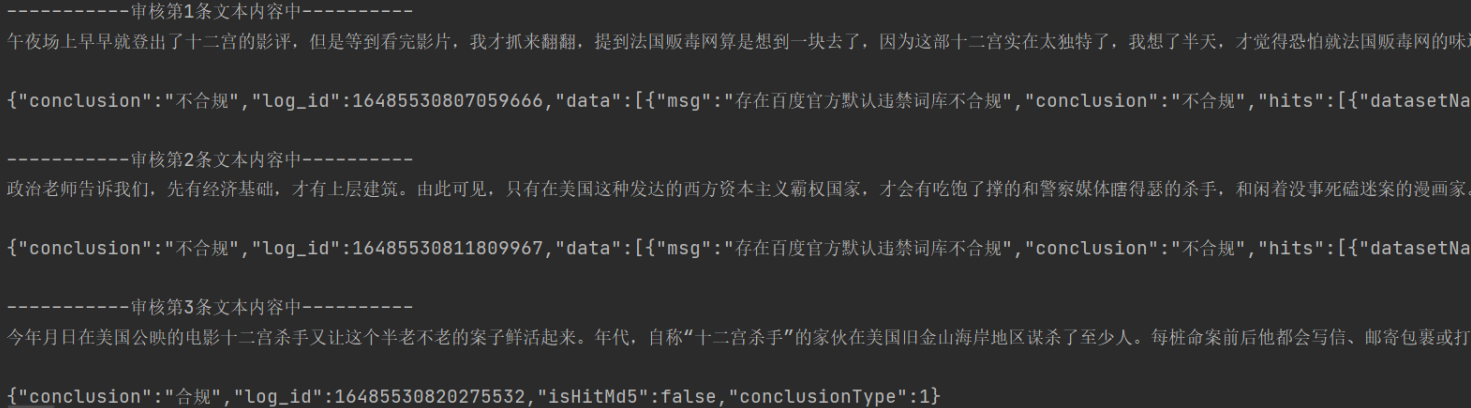 -----------审核第1条文本内容中----------
午夜场上早早就登出了十二宫的影评，但是等到看完影片，我才抓来翻翻，提到法国贩毒网算是想到一块去了，因为这部十二宫实在太独特了，我想了半天，才觉得恐怕就法国贩毒网的味
{"conclusion":"不合规","log_id":16485530807059666,"data":[{"msg":"存在百度官方默认违禁词库不合规","conclusion":"不合规","hits":[{"datasetNa
-----------审核第2条文本内容中----------
政治老师告诉我们，先有经济基础，才有上层建筑。由此可见，只有在美国这种发达的西方资本主义霸权国家，才会有吃饱了撑的和警察媒体瞎得瑟的杀手，和闲着没事死磕迷案的漫画家。
{"conclusion":"不合规","log_id":16485530811809967,"data":[{"msg":"存在百度官方默认违禁词库不合规","conclusion":"不合规","hits":[{"datasetNa
-----------审核第3条文本内容中----------
今年月日在美国公映的电影十二宫杀手又让这个半老不老的案子鲜活起来。年代，自称“十二宫杀手”的家伙在美国旧金山海岸地区谋杀了至少人。每桩命案前后他都会写信、邮寄包裹或打
{"conclusion":"合规","log_id":16485530820275532,"isHitMd5":false,"conclusionType":1}